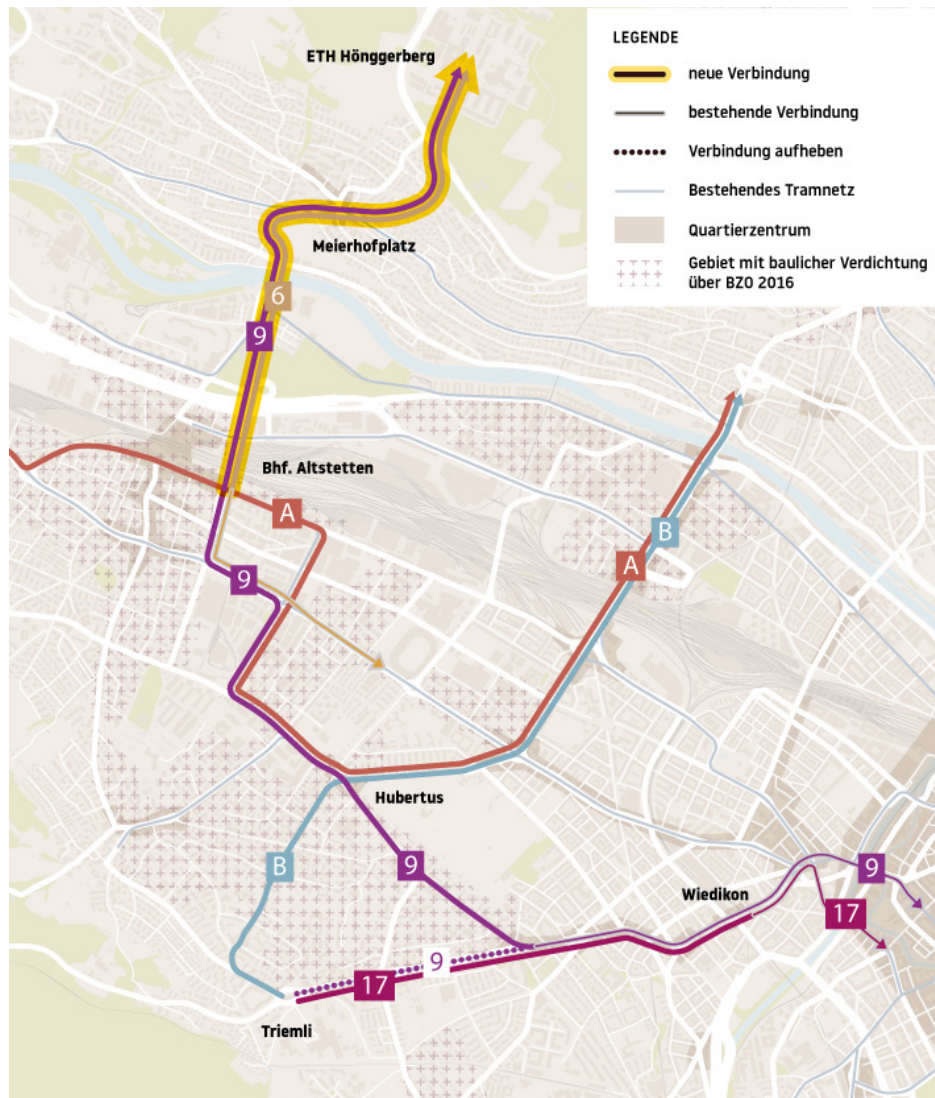 LEGENDE
neue Verbindung
bestehende Verbindung
Verbindung aufheben
Bestehendes Tramnetz
Quartierzentrum
Gebiet mit baulicher Verdichtung
über BZO 2016
ETH Hönggerberg
Meierhofplatz
6
9
Bhf. Altstetten
A
B
A
9
Hubertus
B
9
Wiedikon
9
17
9
17
Triemli